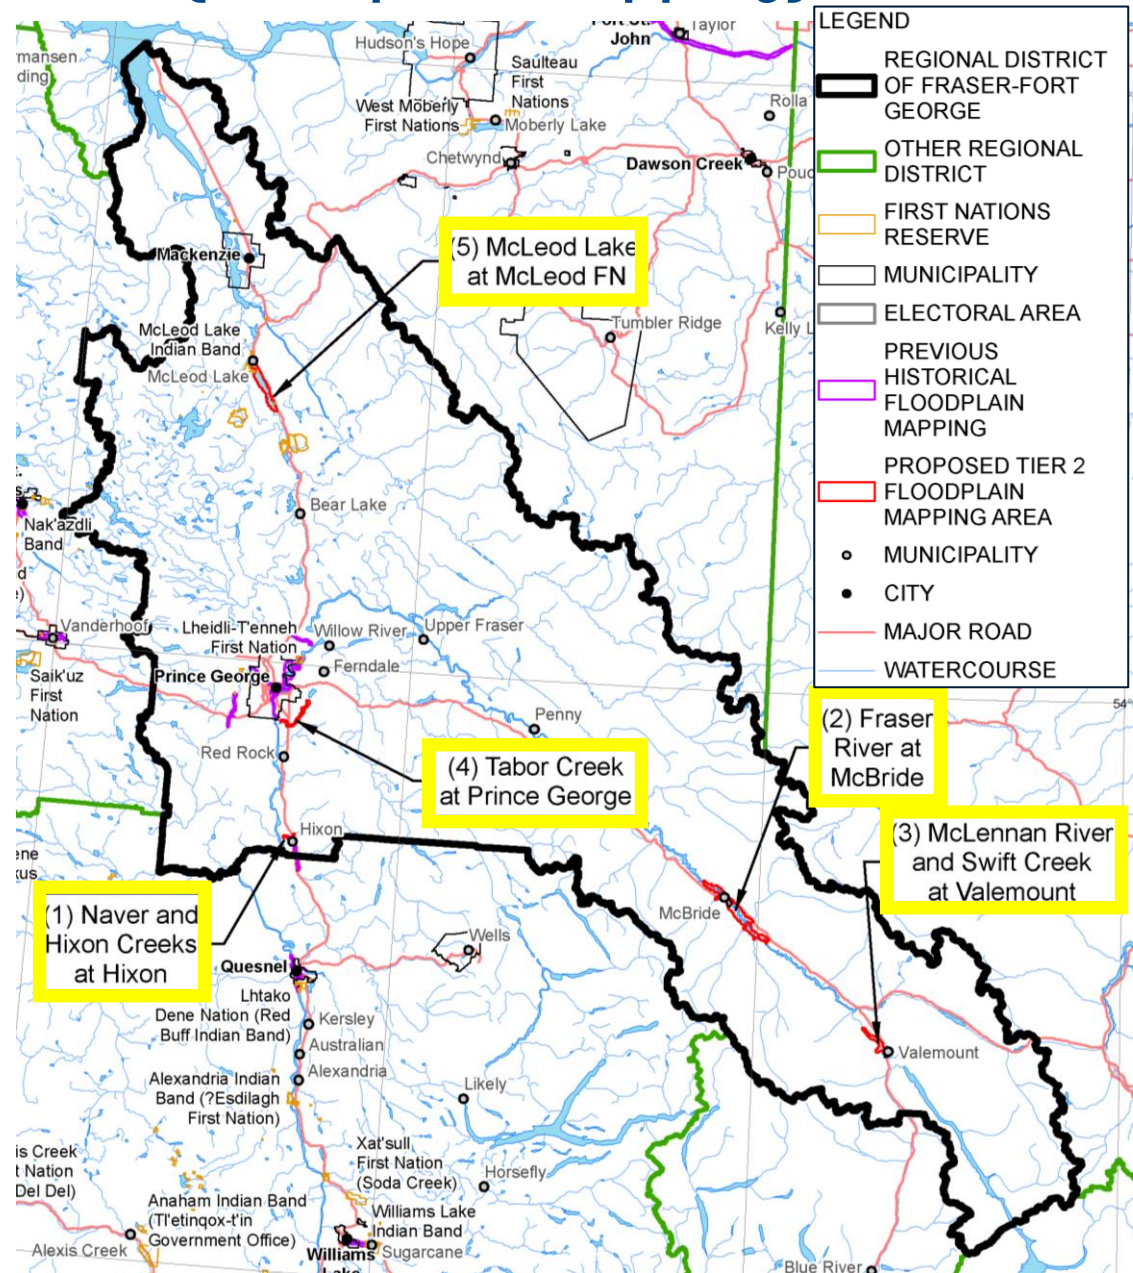 Hudson's Hope
Taylor
John
Saulteau
First
Nations
West Moberly
First Nations
Moberly Lake
Rolla
Chetwynd
Dawson Creek
(5) McLeod Lake
at McLeod FN
Mackenzie
Tumbler Ridge
McLeod Lake
Indian Band
McLeod Lake
Bear Lake
Nak'azdli
Band
Vanderhoof
Lheidli-T'enneh
First Nation
Willow River
Upper Fraser
Ferndale
Saik'uz
First
Nation
Prince George
Penny
Red Rock
(4) Tabor Creek
at Prince George
(2) Fraser
River at
McBride
Hixon
(3) McLennan River
and Swift Creek
at Valemount
(1) Naver and
Hixon Creeks
at Hixon
McBride
Wells
Quesnel
Lhtako
Dene Nation (Red
Buff Indian Band)
Kersley
Australian
Alexandria
Valemount
Alexandria Indian
Band (?Esdilagh
First Nation)
Likely
Xat'sull
First Nation
(Soda Creek)
Horsefly
Anaham Indian Band
(Tl'etinqox-t'in
Government Office)
Williams Lake
Indian Band
Alexis Creek
Williams
Sugarcane
Blue River
LEGEND
REGIONAL DISTRICT
OF FRASER-FORT
GEORGE
OTHER REGIONAL
DISTRICT
FIRST NATIONS
RESERVE
MUNICIPALITY
ELECTORAL AREA
PREVIOUS
HISTORICAL
FLOODPLAIN
MAPPING
PROPOSED TIER 2
FLOODPLAIN
MAPPING AREA
MUNICIPALITY
CITY
MAJOR ROAD
WATERCOURSE